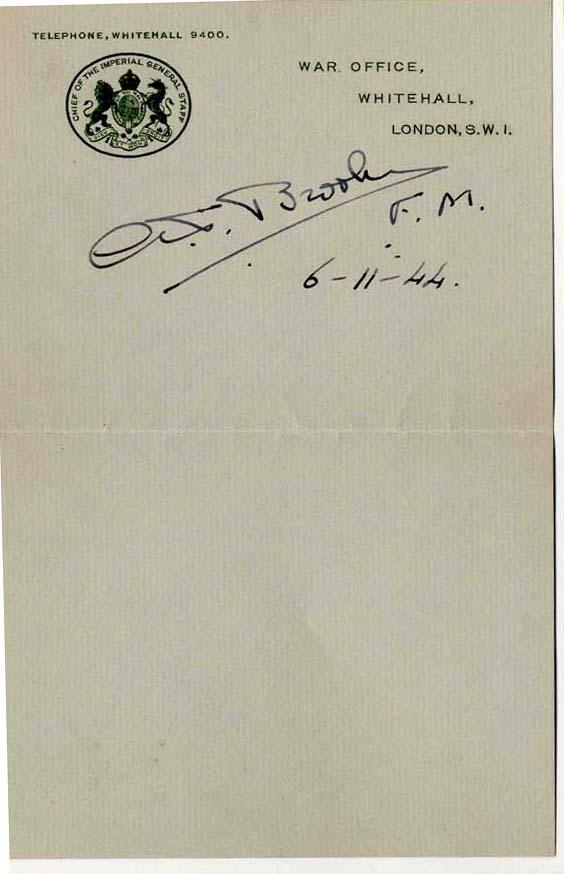 TELEPHONE, WHITEHALL 9400.
CHIEF OF THE IMPERIAL GENERAL STAFF
WAR OFFICE,
WHITEHALL,
LONDON, S.W.1.
Brooke
F. M.
6-11-44.